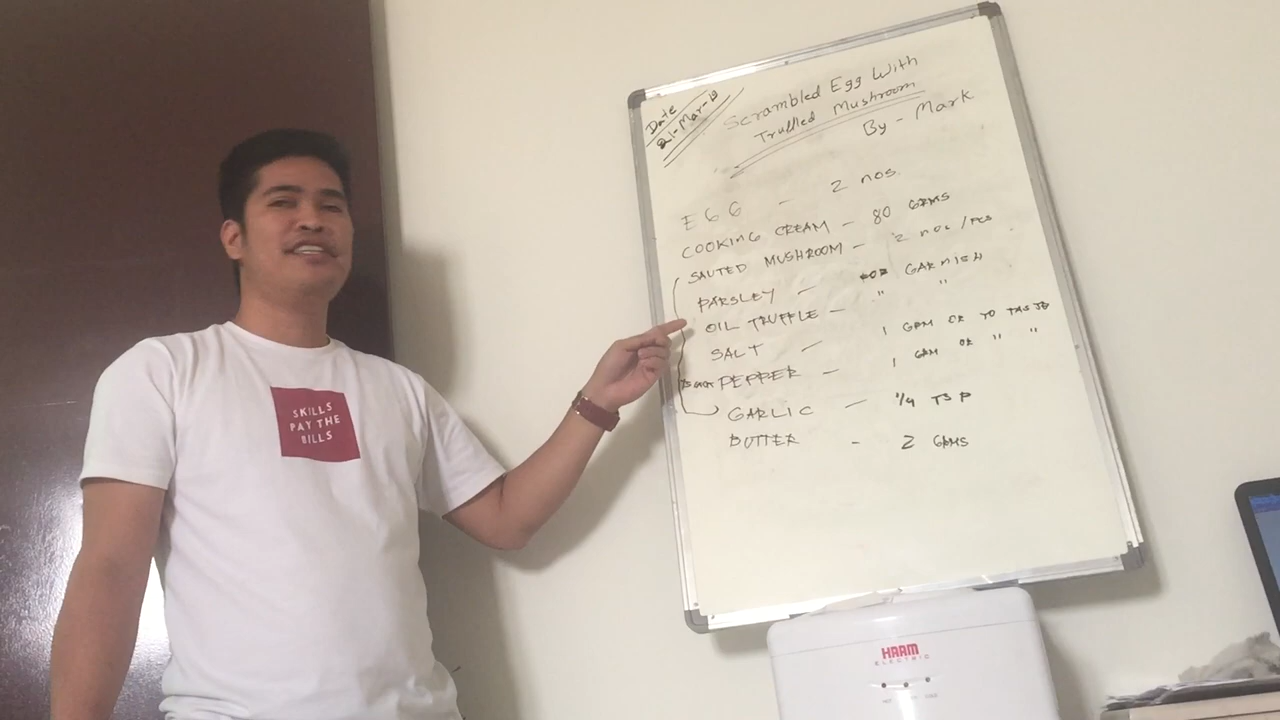 Date
21-Mar-19
Scrambled Egg With
Truffled Mushroom
By - Mark
EGG - 2 nos.
COOKING CREAM - 80 GRMS
SAUTED MUSHROOM - 2 nos/PCS
PARSLEY - FOR GARNISH
OIL TRUFFLE - " "
SALT - 1 GRM OR TO TASTE
PEPPER - 1 GRM OR " "
GARLIC - 1/4 TSP
BUTTER - 2 GRMS
SKILLS
PAY THE
BILLS
HAAM
ELECTRIC